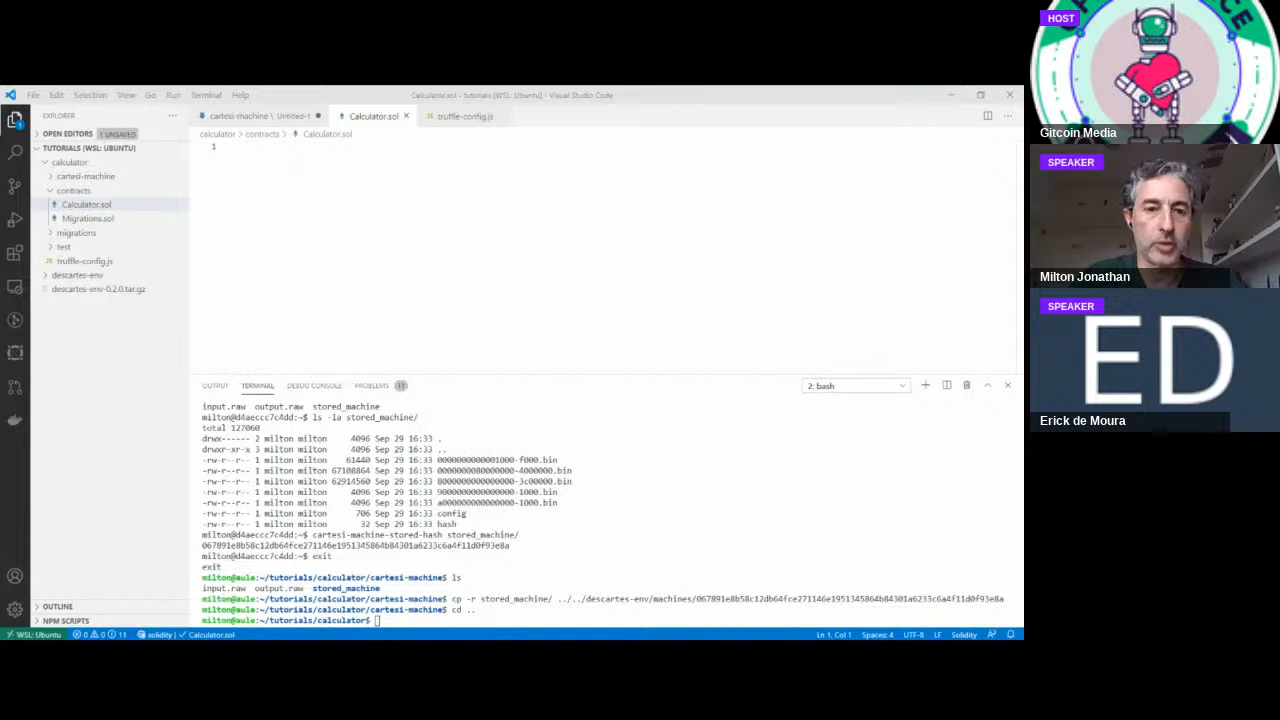 File Edit Selection View Go Run Terminal Help
Calculator.sol - tutorials [WSL: Ubuntu] - Visual Studio Code
EXPLORER
OPEN EDITORS 1 UNSAVED
TUTORIALS [WSL: UBUNTU]
calculator
cartesi-machine
contracts
Calculator.sol
Migrations.sol
migrations
test
truffle-config.js
descartes-env
descartes-env-0.2.0.tar.gz
OUTLINE
NPM SCRIPTS
cartesi-machine \ Untitled-1
Calculator.sol
truffle-config.js
calculator > contracts > Calculator.sol
1
OUTPUT TERMINAL DEBUG CONSOLE PROBLEMS 11
2: bash
input.raw output.raw stored_machine
milton@d4aeccc7c4dd:~$ ls -la stored_machine/
total 127060
drwx------ 2 milton milton 4096 Sep 29 16:33 .
drwxr-xr-x 3 milton milton 4096 Sep 29 16:33 ..
-rw-r--r-- 1 milton milton 61440 Sep 29 16:33 0000000000001000-f000.bin
-rw-r--r-- 1 milton milton 67108864 Sep 29 16:33 0000000080000000-4000000.bin
-rw-r--r-- 1 milton milton 62914560 Sep 29 16:33 8000000000000000-3c00000.bin
-rw-r--r-- 1 milton milton 4096 Sep 29 16:33 9000000000000000-1000.bin
-rw-r--r-- 1 milton milton 4096 Sep 29 16:33 a000000000000000-1000.bin
-rw-r--r-- 1 milton milton 706 Sep 29 16:33 config
-rw-r--r-- 1 milton milton 32 Sep 29 16:33 hash
milton@d4aeccc7c4dd:~$ cartesi-machine-stored-hash stored_machine/
067891e8b58c12db64fce271146e1951345864b84301a6233c6a4f11d0f93e8a
milton@d4aeccc7c4dd:~$ exit
exit
milton@aule:~/tutorials/calculator/cartesi-machine$ ls
input.raw output.raw stored_machine
milton@aule:~/tutorials/calculator/cartesi-machine$ cp -r stored_machine/ ../../descartes-env/machines/067891e8b58c12db64fce271146e1951345864b84301a6233c6a4f11d0f93e8a
milton@aule:~/tutorials/calculator/cartesi-machine$ cd ..
milton@aule:~/tutorials/calculator$
WSL: Ubuntu 0 0 11 solidity | Calculator.sol
Ln 1, Col 1 Spaces: 4 UTF-8 LF Solidity
HOST
Gitcoin Media
SPEAKER
Milton Jonathan
SPEAKER
ED
Erick de Moura